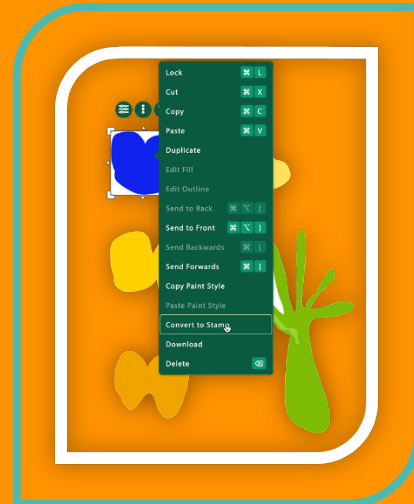 Lock ⌘ L
Cut ⌘ X
Copy ⌘ C
Paste ⌘ V
Duplicate
Edit Fill
Edit Outline
Send to Back ⌘ ⌥ [
Send to Front ⌘ ⌥ ]
Send Backwards ⌘ [
Send Forwards ⌘ ]
Copy Paint Style
Paste Paint Style
Convert to Stamp
Download
Delete ⌫